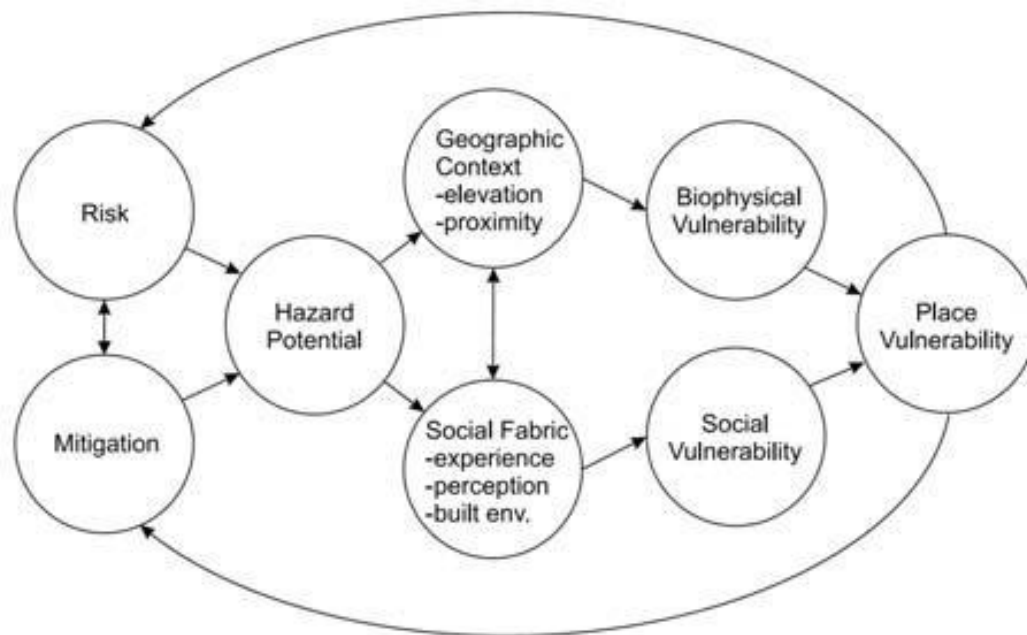 Risk
Mitigation
Hazard
Potential
Geographic
Context
-elevation
-proximity
Social Fabric
-experience
-perception
-built env.
Biophysical
Vulnerability
Social
Vulnerability
Place
Vulnerability